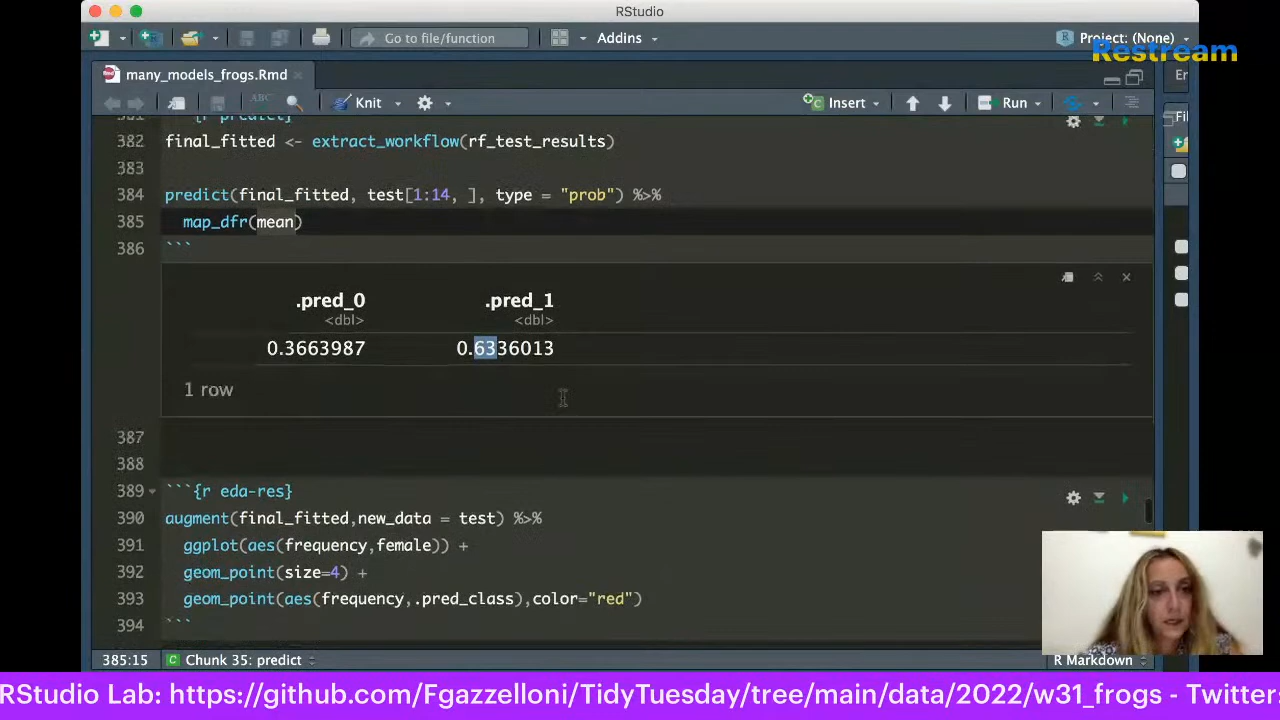 RStudio
Go to file/function
Addins
Project: (None)
Restream
many_models_frogs.Rmd
ABC
Knit
Insert
Run
381 ```{r predict}
382 final_fitted <- extract_workflow(rf_test_results)
383
384 predict(final_fitted, test[1:14, ], type = "prob") %>%
385 map_dfr(mean)
386 ```
.pred_0 .pred_1
<dbl> <dbl>
0.3663987 0.6336013
1 row
387
388
389 ```{r eda-res}
390 augment(final_fitted,new_data = test) %>%
391 ggplot(aes(frequency,female)) +
392 geom_point(size=4) +
393 geom_point(aes(frequency,.pred_class),color="red")
394 ```
385:15 Chunk 35: predict R Markdown
RStudio Lab: https://github.com/Fgazzelloni/TidyTuesday/tree/main/data/2022/w31_frogs - Twitter: